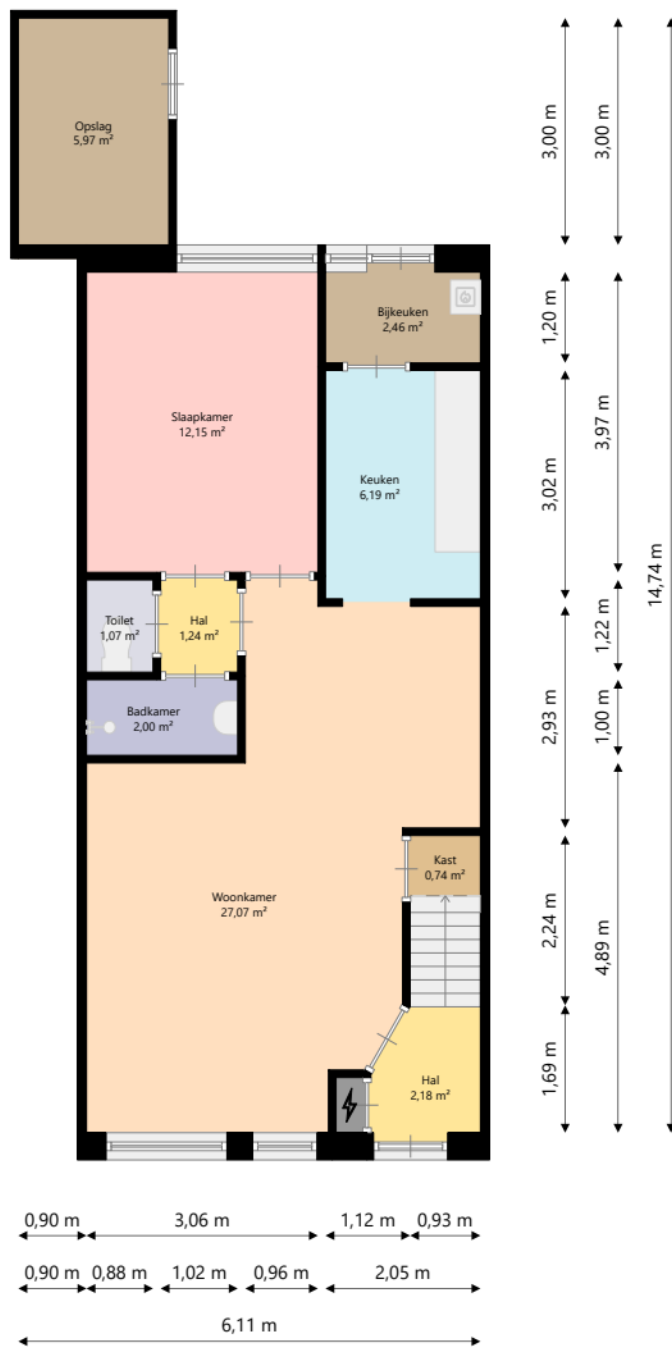 Opslag
5,97 m²
Bijkeuken
2,46 m²
Slaapkamer
12,15 m²
Keuken
6,19 m²
Toilet
1,07 m²
Hal
1,24 m²
Badkamer
2,00 m²
Kast
0,74 m²
Woonkamer
27,07 m²
Hal
2,18 m²
3,00 m
3,00 m
1,20 m
3,97 m
3,02 m
14,74 m
1,22 m
2,93 m
1,00 m
2,24 m
4,89 m
1,69 m
0,90 m 3,06 m 1,12 m 0,93 m
0,90 m 0,88 m 1,02 m 0,96 m 2,05 m
6,11 m